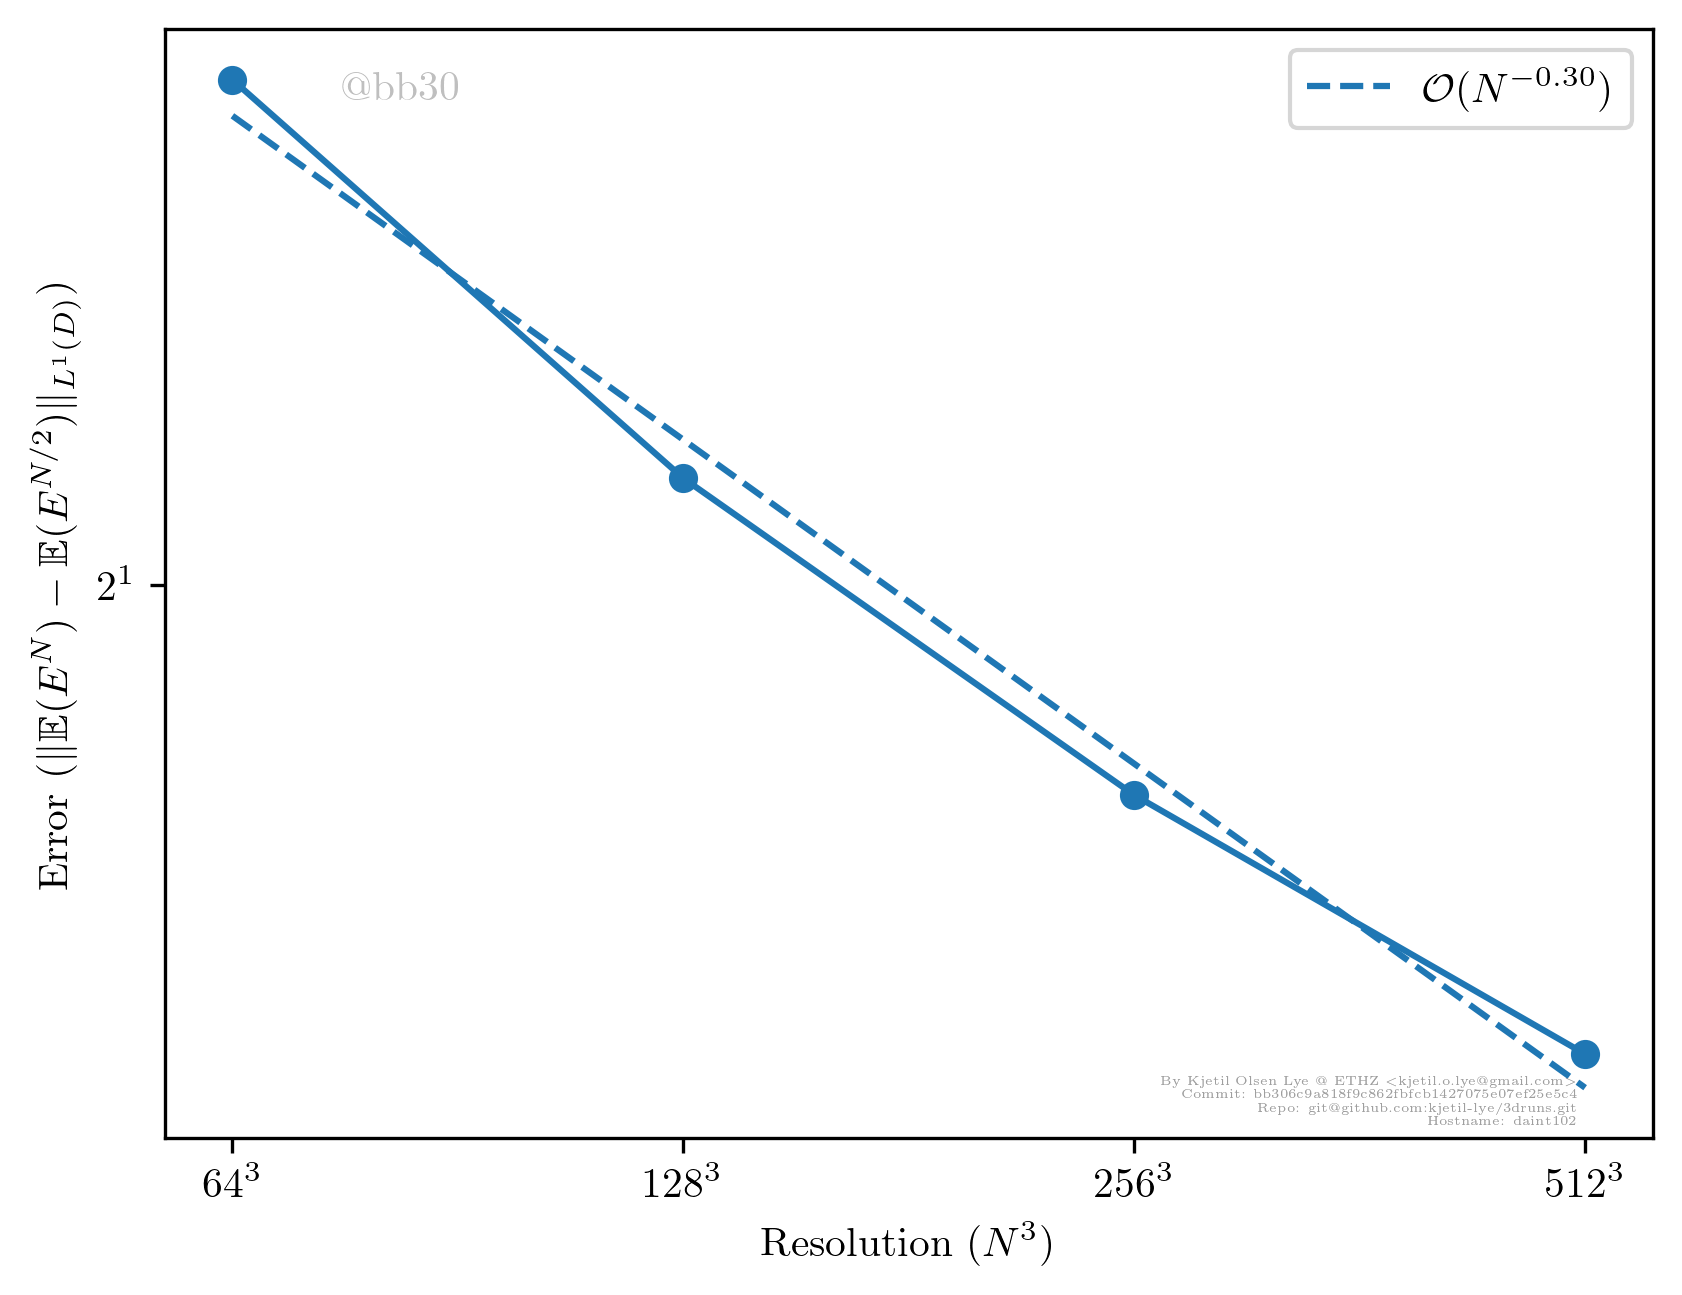 @bb30
𝒪(N^{-0.30})
Error (||𝔼(E^N) − 𝔼(E^{N/2})||_{L^1(D)})
2^1
By Kjetil Olsen Lye @ ETHZ <kjetil.o.lye@gmail.com>
Commit: bb306c9a818f9c862fbfcb1427075e07ef25e5c4
Repo: git@github.com:kjetil-lye/3druns.git
Hostname: daint102
64^3 128^3 256^3 512^3
Resolution (N^3)